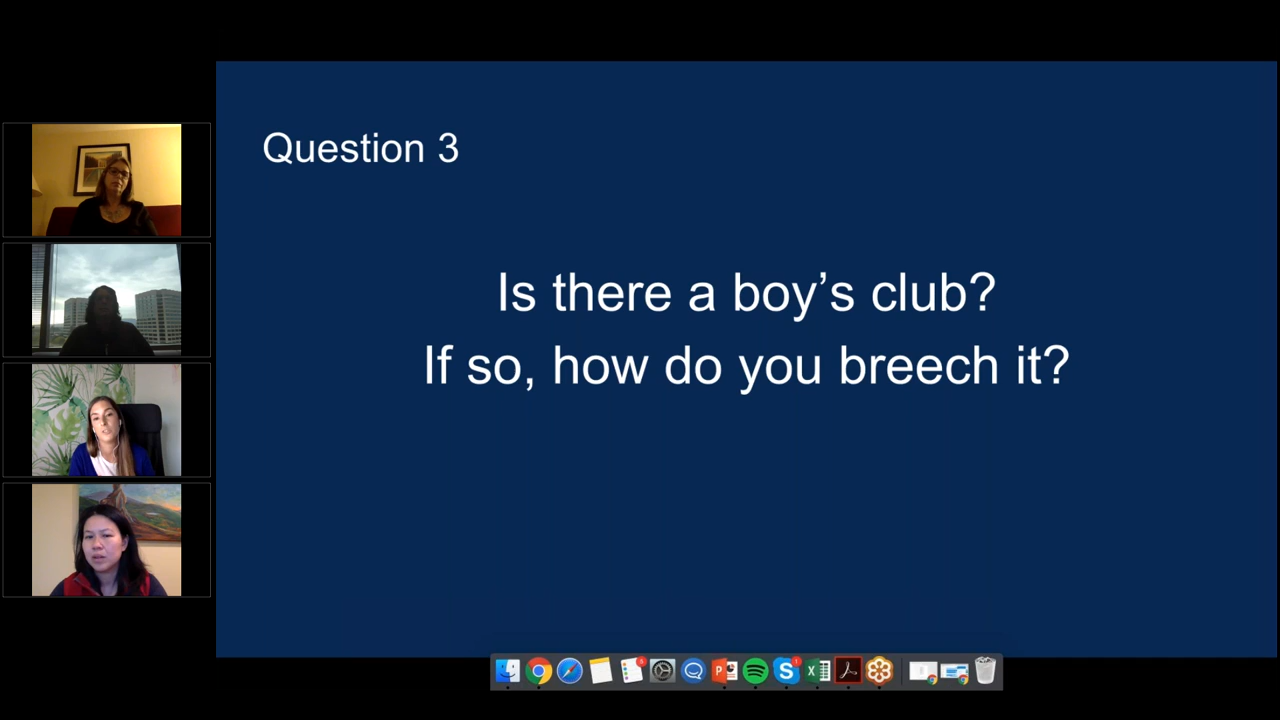 Question 3
Is there a boy’s club?
If so, how do you breech it?